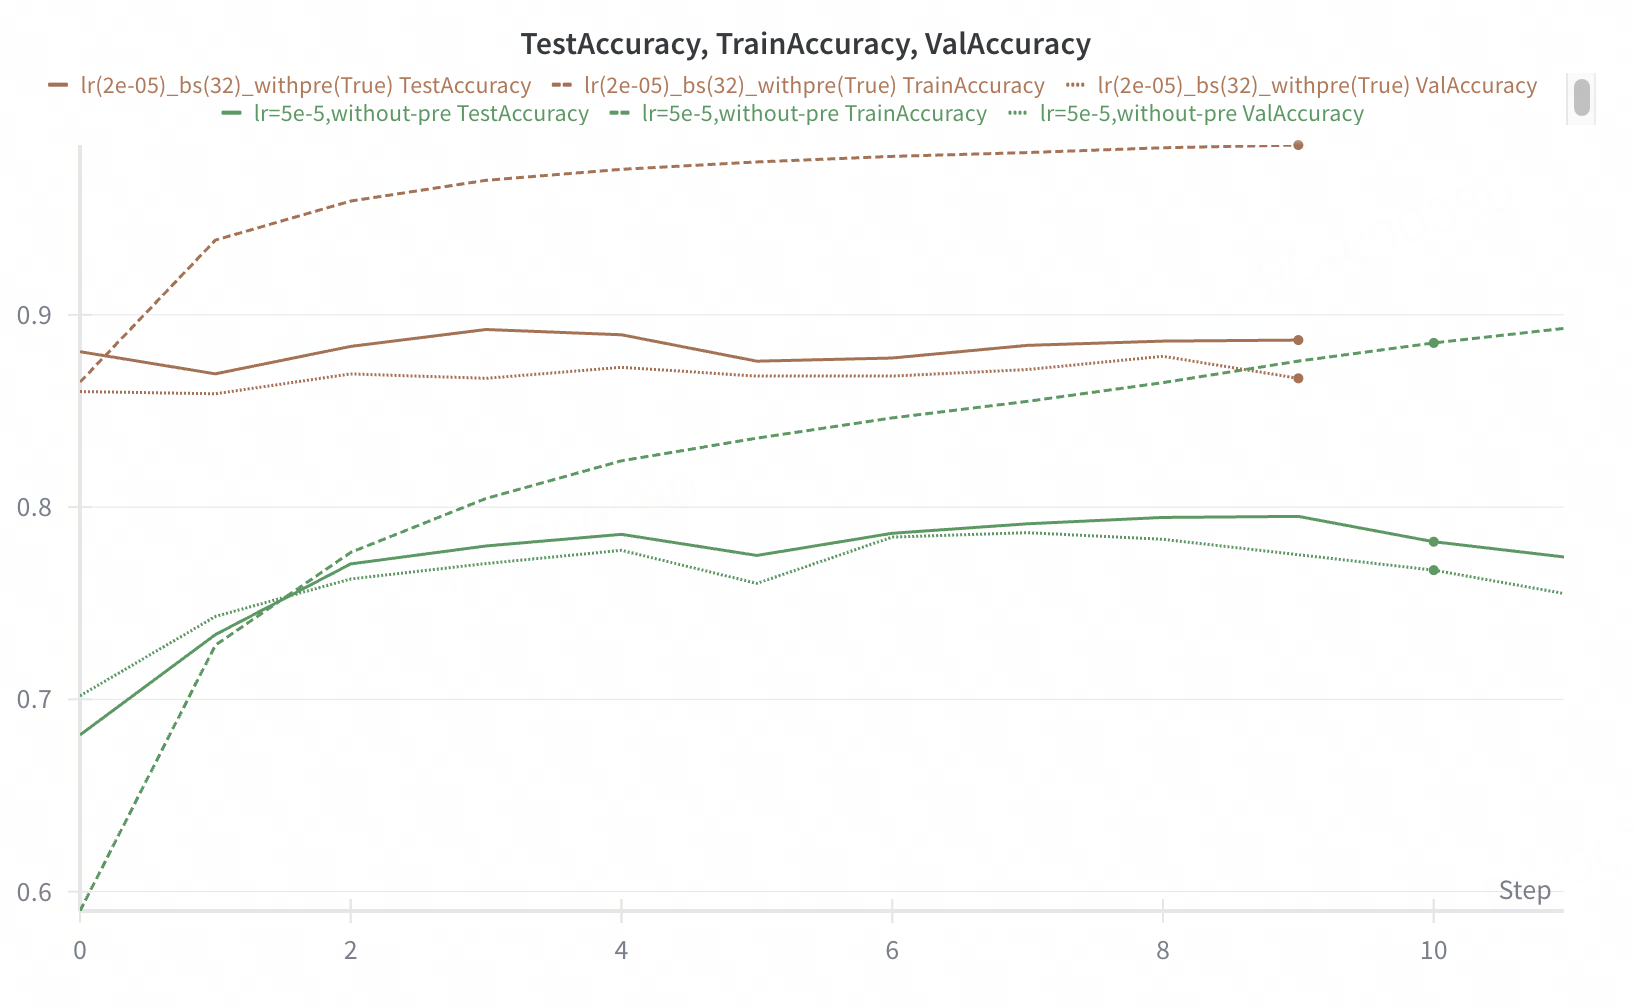 TestAccuracy, TrainAccuracy, ValAccuracy
lr(2e-05)_bs(32)_withpre(True) TestAccuracy lr(2e-05)_bs(32)_withpre(True) TrainAccuracy lr(2e-05)_bs(32)_withpre(True) ValAccuracy
lr=5e-5,without-pre TestAccuracy lr=5e-5,without-pre TrainAccuracy lr=5e-5,without-pre ValAccuracy
0.9
0.8
0.7
0.6
Step
0 2 4 6 8 10